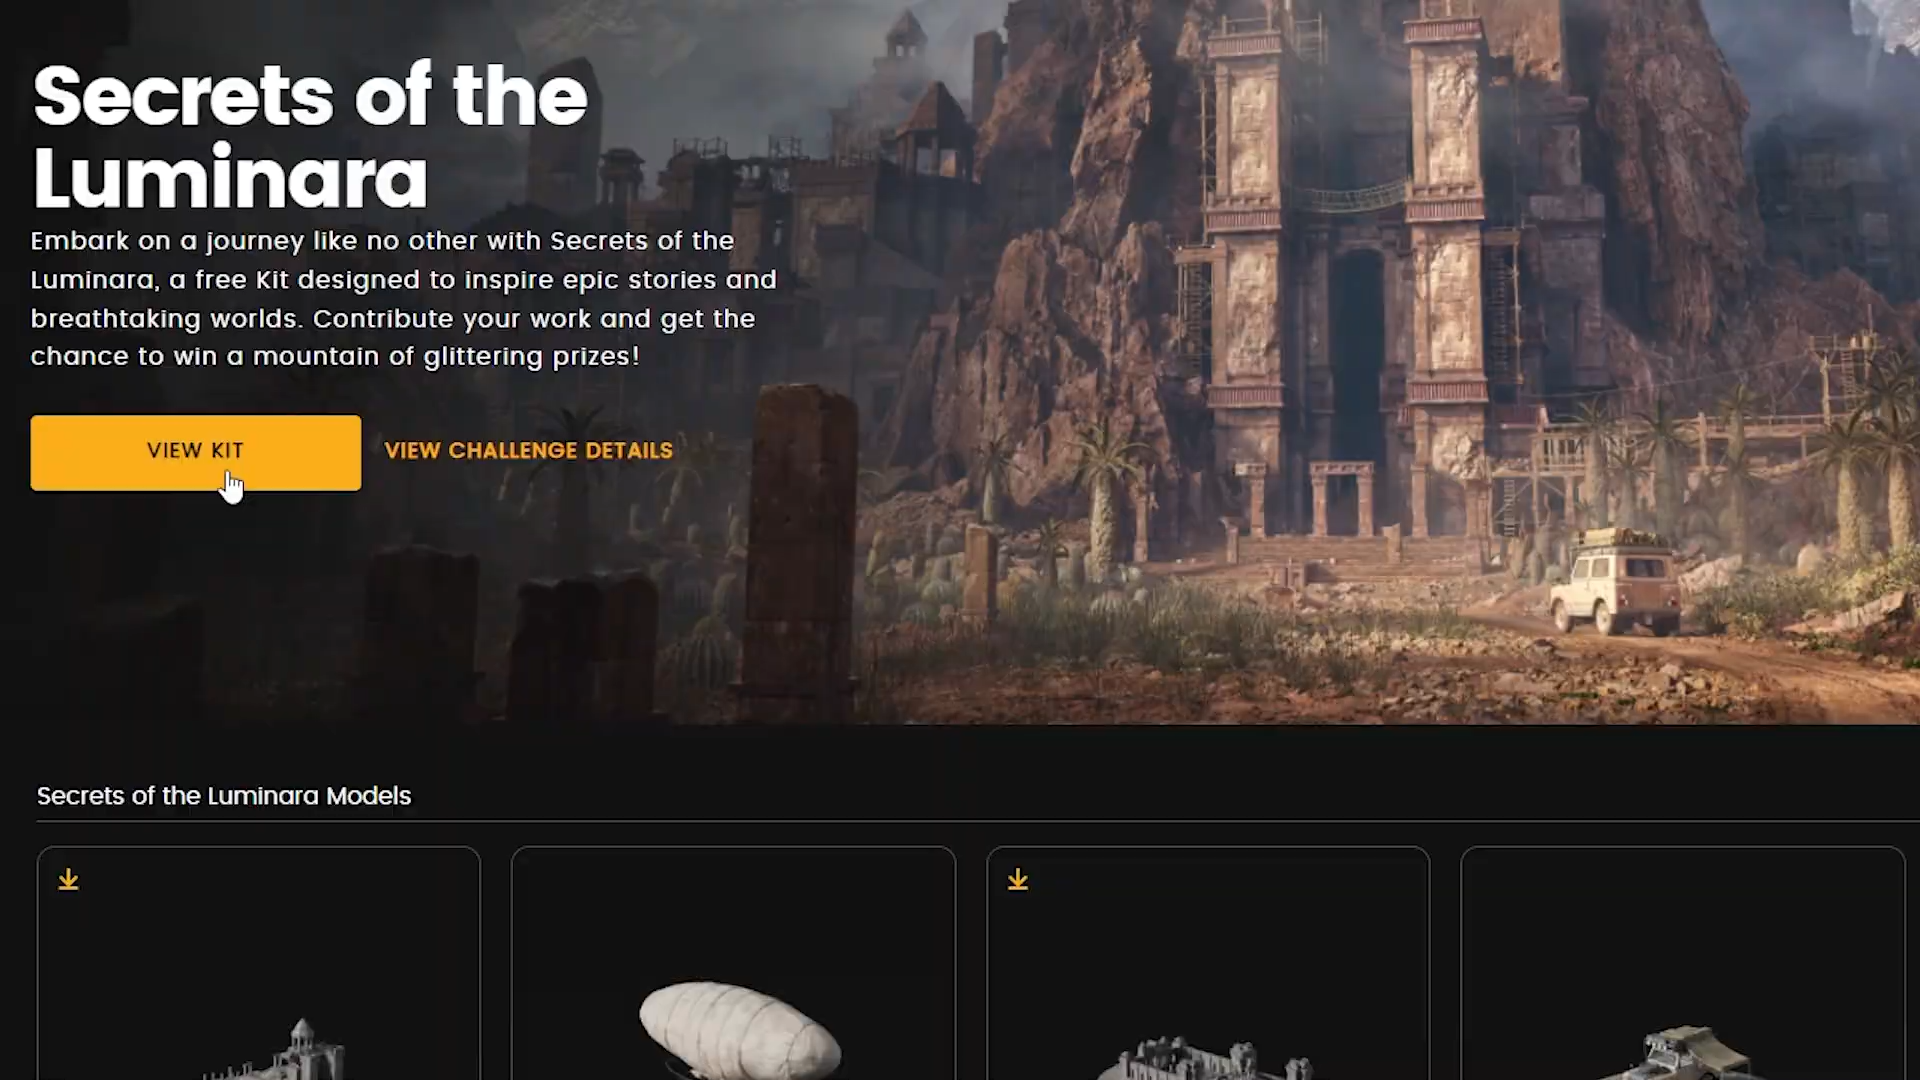 Secrets of the
Luminara
Embark on a journey like no other with Secrets of the
Luminara, a free Kit designed to inspire epic stories and
breathtaking worlds. Contribute your work and get the
chance to win a mountain of glittering prizes!
VIEW KIT
VIEW CHALLENGE DETAILS
Secrets of the Luminara Models